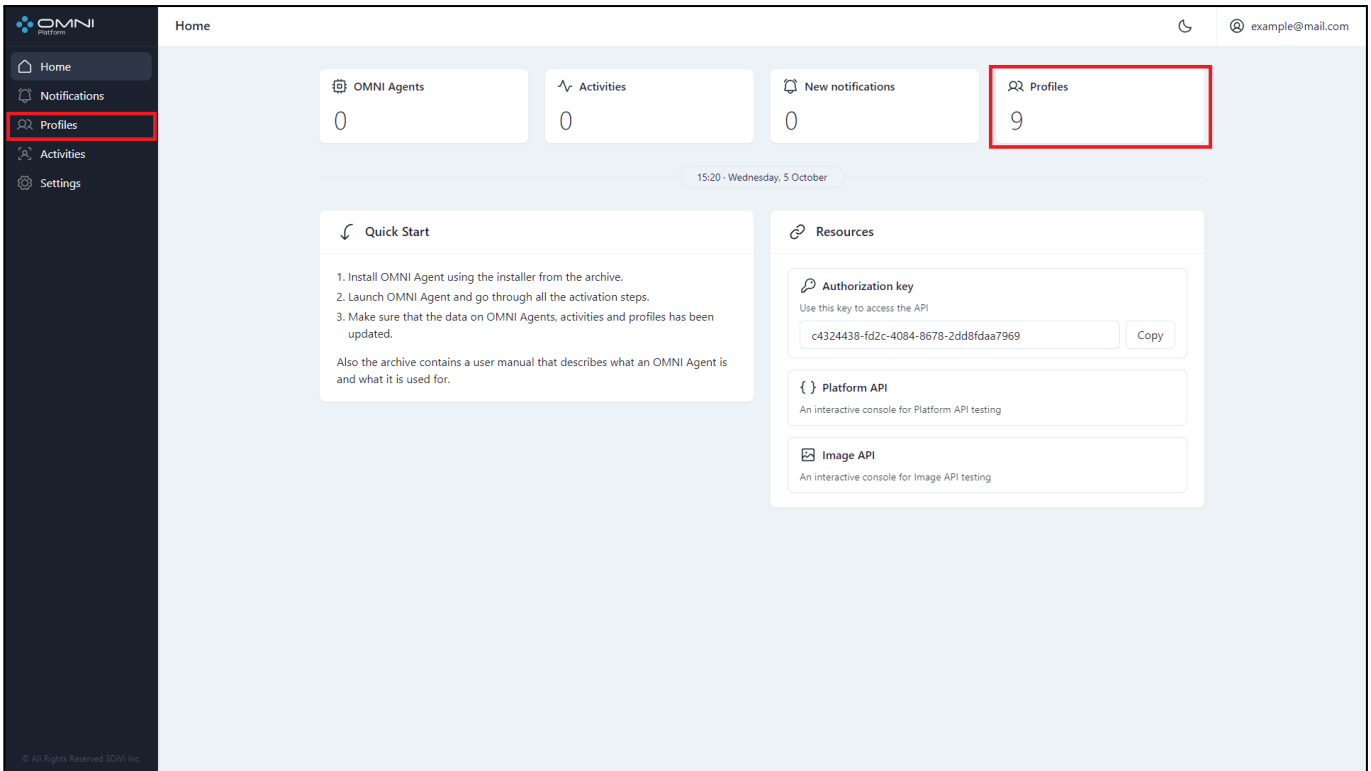 OMNI
Platform
Home
example@mail.com
Home
Notifications
Profiles
Activities
Settings
OMNI Agents
0
Activities
0
New notifications
0
Profiles
9
15:20 · Wednesday, 5 October
Quick Start
1. Install OMNI Agent using the installer from the archive.
2. Launch OMNI Agent and go through all the activation steps.
3. Make sure that the data on OMNI Agents, activities and profiles has been
updated.
Also the archive contains a user manual that describes what an OMNI Agent is
and what it is used for.
Resources
Authorization key
Use this key to access the API
c4324438-fd2c-4084-8678-2dd8fdaa7969
Copy
{ } Platform API
An interactive console for Platform API testing
Image API
An interactive console for Image API testing
© All Rights Reserved 3DiVi Inc.